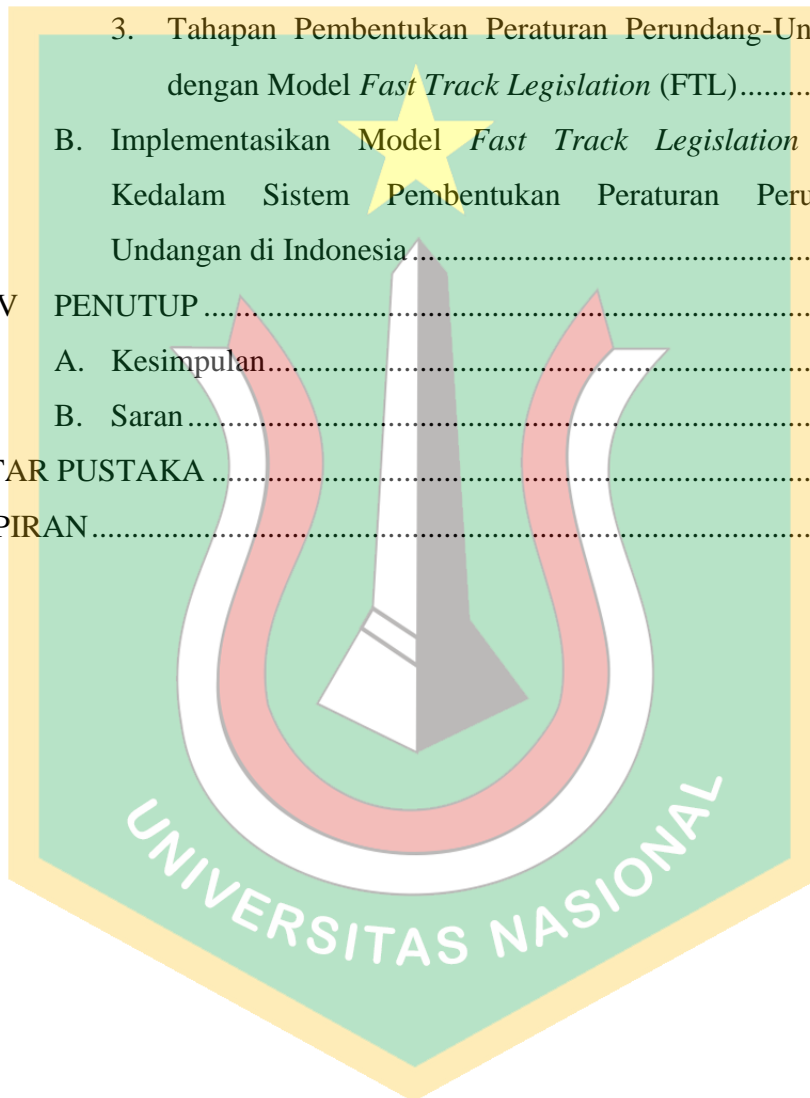 3. Tahapan Pembentukan Peraturan Perundang-Un
dengan Model Fast Track Legislation (FTL)..........
B. Implementasikan Model Fast Track Legislation
Kedalam Sistem Pembentukan Peraturan Peru
Undangan di Indonesia..........
V PENUTUP..........
A. Kesimpulan..........
B. Saran..........
TAR PUSTAKA..........
PIRAN..........
UNIVERSITAS NASIONAL